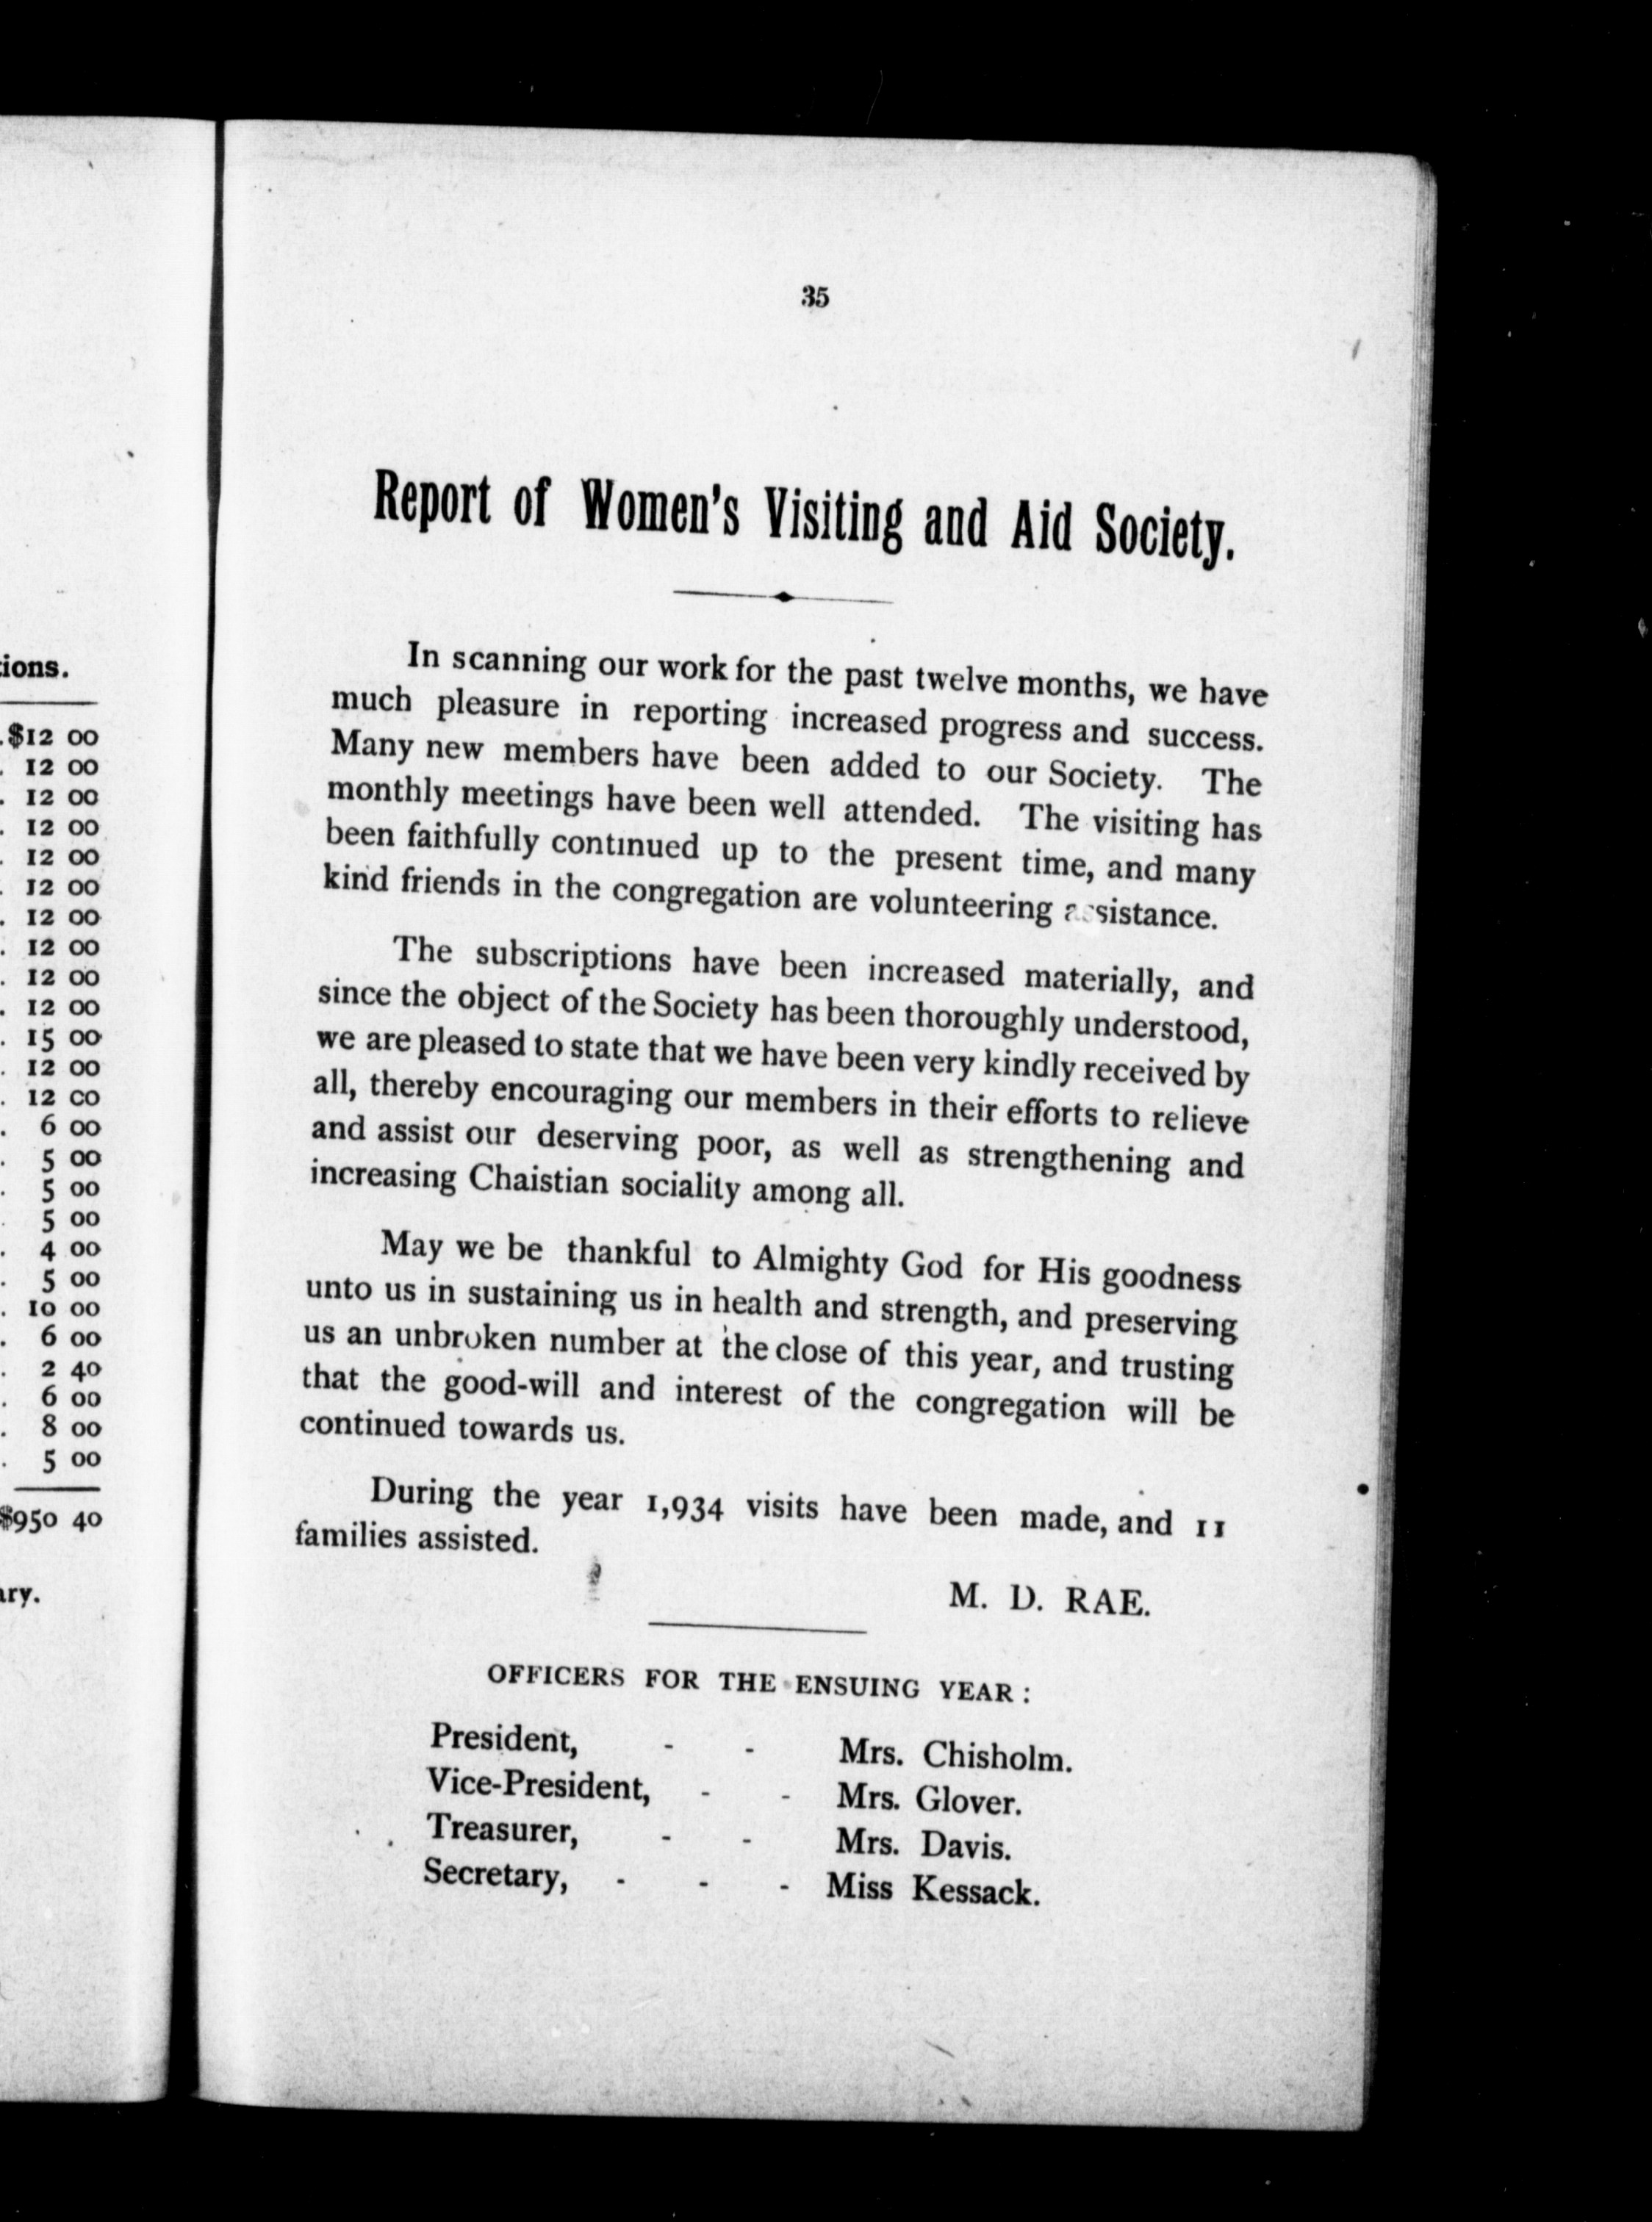 ions.
$12 00
12 00
12 00
12 00
12 00
12 00
12 00
12 00
12 00
12 00
15 00
12 00
12 00
6 00
5 00
5 00
5 00
4 00
5 00
10 00
6 00
2 40
6 00
8 00
5 00
$950 40
ary.
35
Report of Women's Visiting and Aid Society.
In scanning our work for the past twelve months, we have
much pleasure in reporting increased progress and success.
Many new members have been added to our Society. The
monthly meetings have been well attended. The visiting has
been faithfully continued up to the present time, and many
kind friends in the congregation are volunteering assistance.
The subscriptions have been increased materially, and
since the object of the Society has been thoroughly understood,
we are pleased to state that we have been very kindly received by
all, thereby encouraging our members in their efforts to relieve
and assist our deserving poor, as well as strengthening and
increasing Chaistian sociality among all.
May we be thankful to Almighty God for His goodness
unto us in sustaining us in health and strength, and preserving
us an unbroken number at the close of this year, and trusting
that the good-will and interest of the congregation will be
continued towards us.
During the year 1,934 visits have been made, and 11
families assisted.
M. D. RAE.
OFFICERS FOR THE ENSUING YEAR:
President, - - Mrs. Chisholm.
Vice-President, - - Mrs. Glover.
Treasurer, - - Mrs. Davis.
Secretary, - - - Miss Kessack.